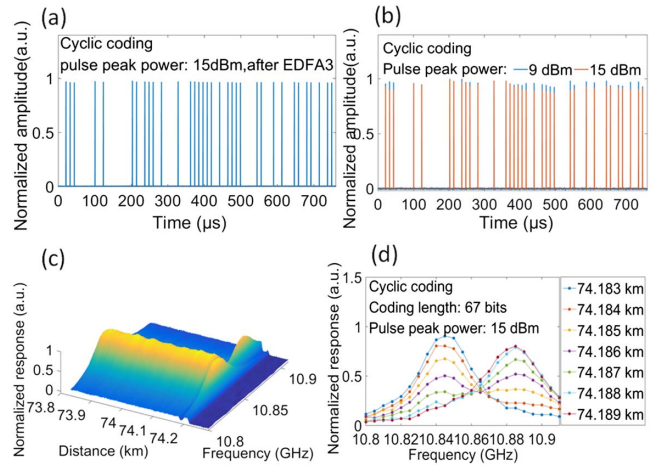 (a)
Cyclic coding
pulse peak power: 15dBm,after EDFA3
Normalized amplitude(a.u.)
1
0.5
0
0 100 200 300 400 500 600 700
Time (μs)
(b)
Cyclic coding
Pulse peak power: 9 dBm 15 dBm
Normalized amplitude(a.u.)
1
0.5
0
0 100 200 300 400 500 600 700
Time (μs)
(c)
Normalized response (a.u.)
1
0.5
0
73.8
73.9
74
74.1
74.2
Distance (km)
10.8
10.85
10.9
Frequency (GHz)
(d)
Cyclic coding
Coding length: 67 bits
Pulse peak power: 15 dBm
Normalized response (a.u.)
1.5
1
0.5
0
10.8 10.82 10.84 10.86 10.88 10.9
Frequency (GHz)
74.183 km
74.184 km
74.185 km
74.186 km
74.187 km
74.188 km
74.189 km